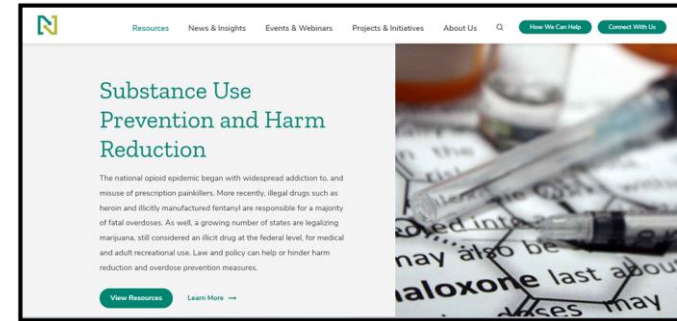 Resources News & Insights Events & Webinars Projects & Initiatives About Us How We Can Help Connect With Us
Substance Use
Prevention and Harm
Reduction
The national opioid epidemic began with widespread addiction to, and
misuse of prescription painkillers. More recently, illegal drugs such as
heroin and illicitly manufactured fentanyl are responsible for a majority
of fatal overdoses. As well, a growing number of states are legalizing
marijuana, still considered an illicit drug at the federal level, for medical
and adult recreational use. Law and policy can help or hinder harm
reduction and overdose prevention measures.
View Resources Learn More →
the
may also be
naloxone last about
may